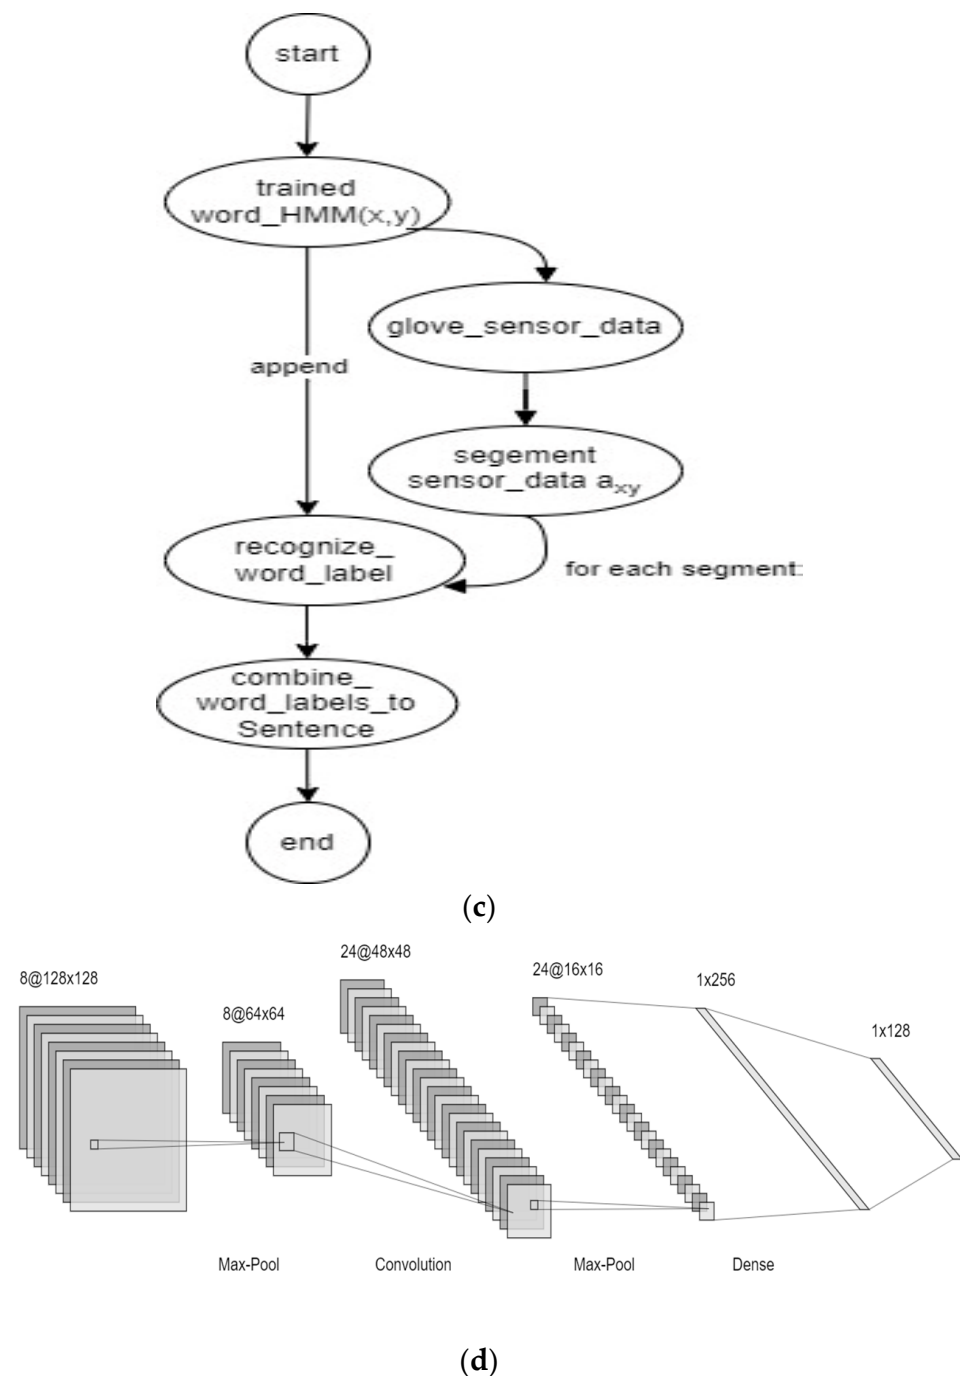 start
trained
word_HMM(x,y)
glove_sensor_data
append
segement
sensor_data axy
recognize_
word_label
for each segment:
combine_
word_labels_to
Sentence
end
(c)
8@128x128
8@64x64
24@48x48
24@16x16
1x256
1x128
Max-Pool
Convolution
Max-Pool
Dense
(d)